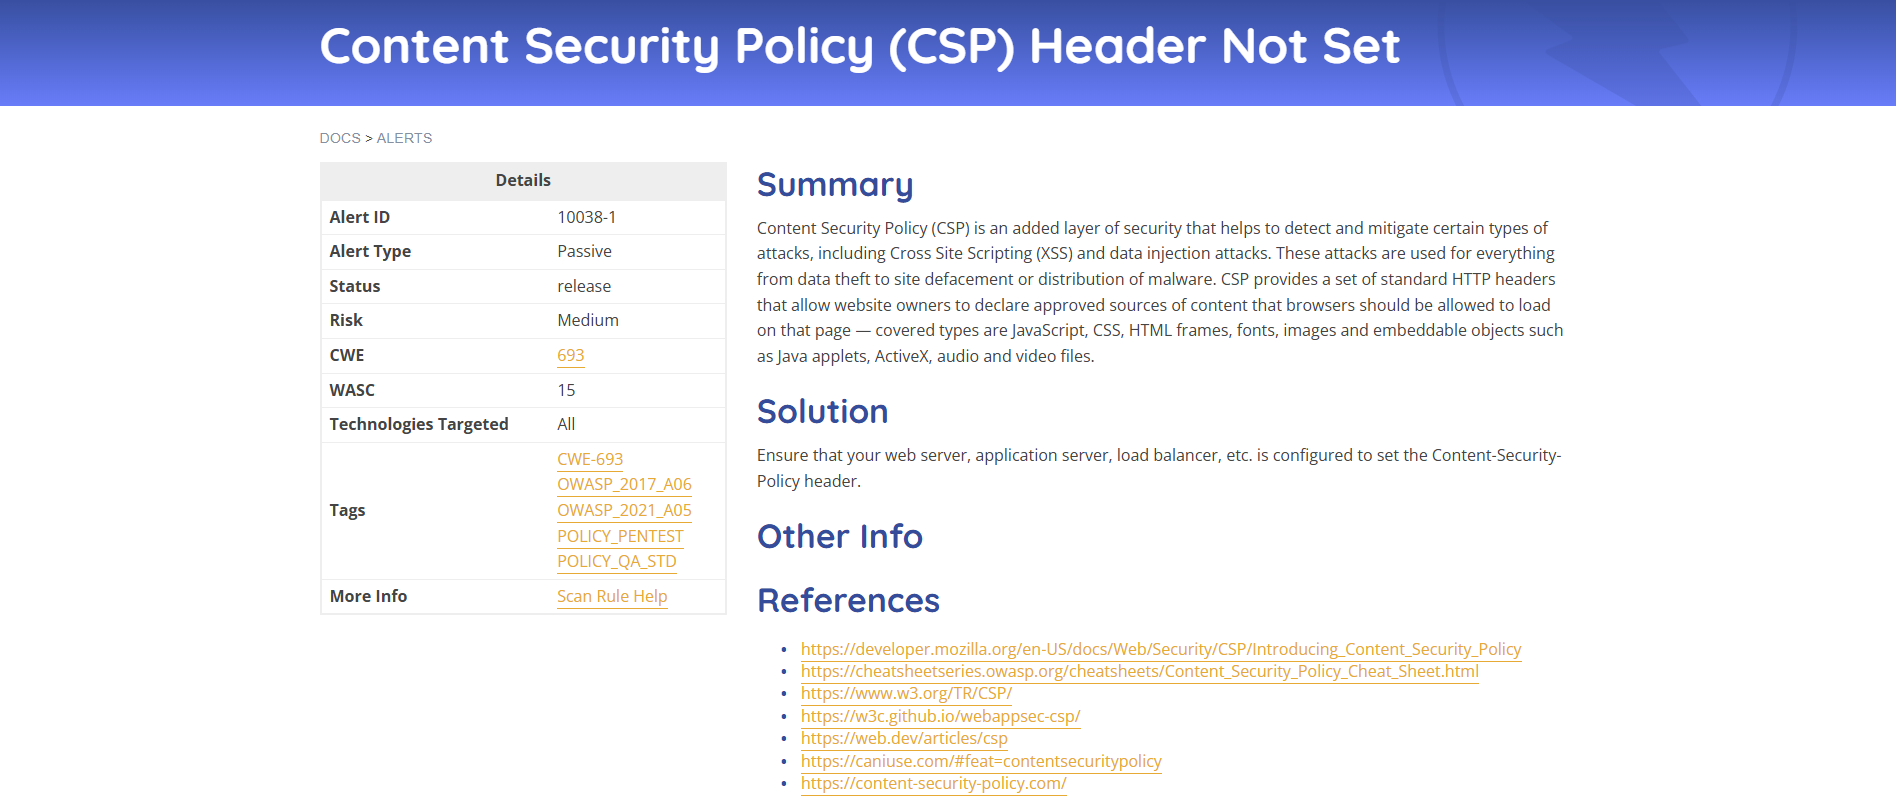 Content Security Policy (CSP) Header Not Set
DOCS > ALERTS
Details
Alert ID 10038-1
Alert Type Passive
Status release
Risk Medium
CWE 693
WASC 15
Technologies Targeted All
Tags
CWE-693
OWASP_2017_A06
OWASP_2021_A05
POLICY_PENTEST
POLICY_QA_STD
More Info Scan Rule Help
Summary
Content Security Policy (CSP) is an added layer of security that helps to detect and mitigate certain types of
attacks, including Cross Site Scripting (XSS) and data injection attacks. These attacks are used for everything
from data theft to site defacement or distribution of malware. CSP provides a set of standard HTTP headers
that allow website owners to declare approved sources of content that browsers should be allowed to load
on that page — covered types are JavaScript, CSS, HTML frames, fonts, images and embeddable objects such
as Java applets, ActiveX, audio and video files.
Solution
Ensure that your web server, application server, load balancer, etc. is configured to set the Content-Security-
Policy header.
Other Info
References
• https://developer.mozilla.org/en-US/docs/Web/Security/CSP/Introducing_Content_Security_Policy
• https://cheatsheetseries.owasp.org/cheatsheets/Content_Security_Policy_Cheat_Sheet.html
• https://www.w3.org/TR/CSP/
• https://w3c.github.io/webappsec-csp/
• https://web.dev/articles/csp
• https://caniuse.com/#feat=contentsecuritypolicy
• https://content-security-policy.com/